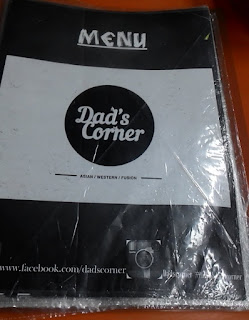 MENU
Dad's
Corner
ASIAN / WESTERN / FUSION
www.facebook.com/dadscorner